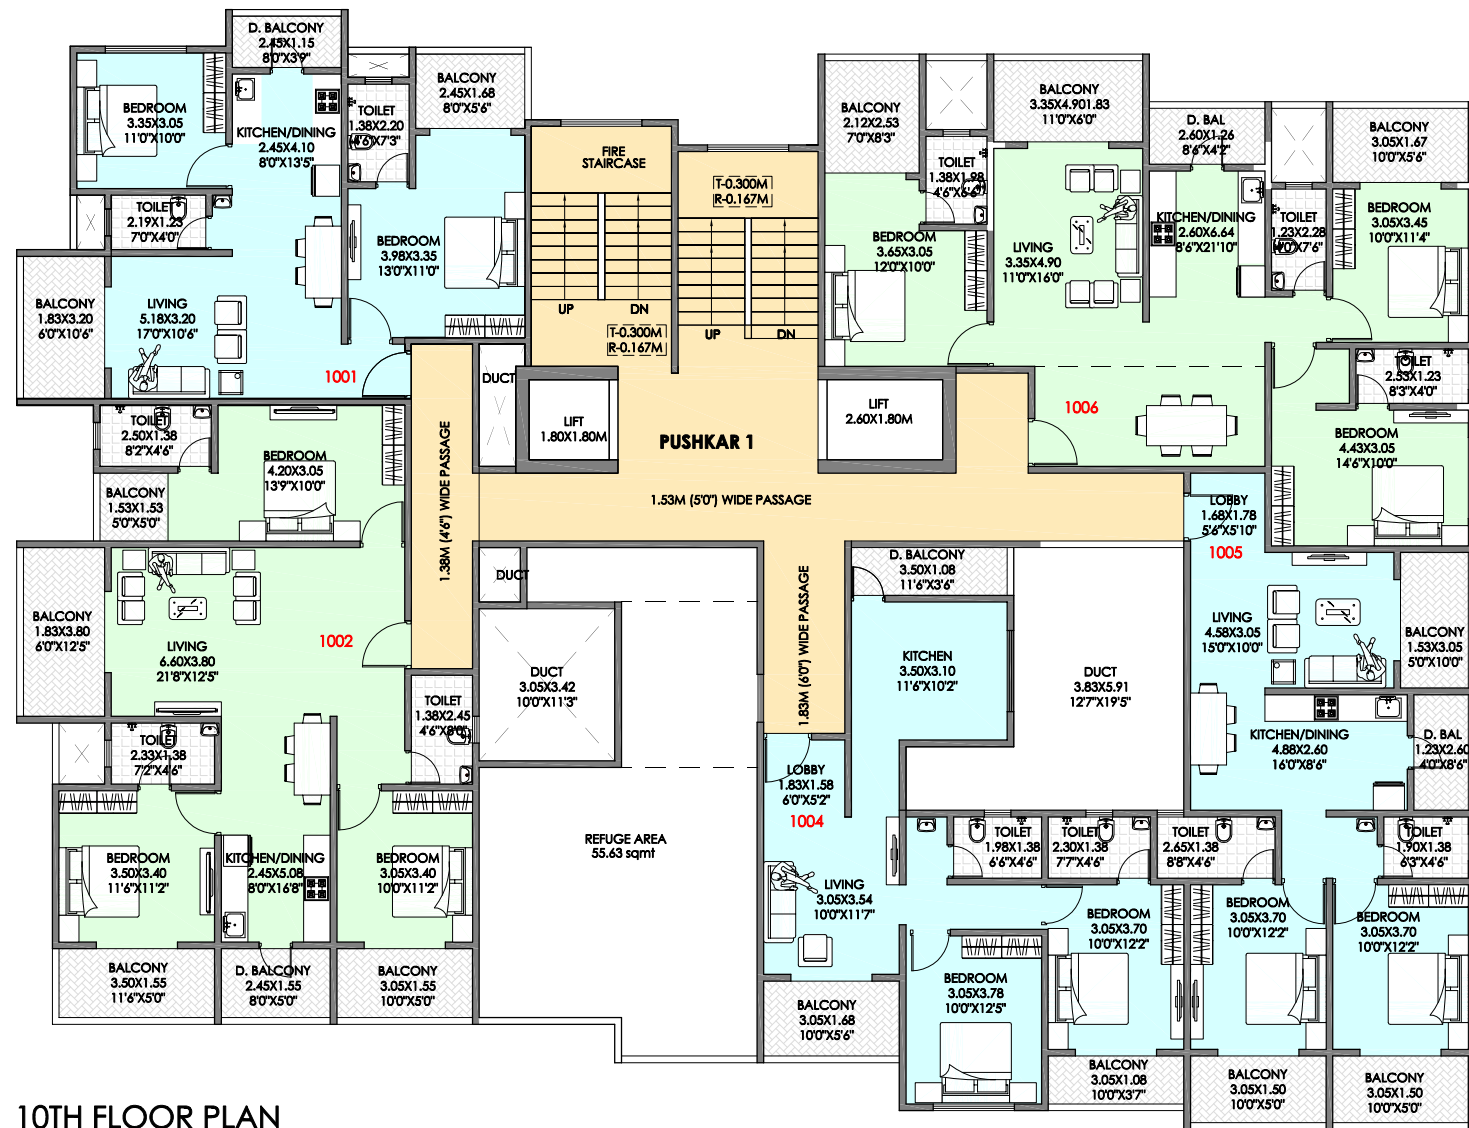 D. BALCONY
2.45X1.15
8'0"X3'9"
BEDROOM
3.35X3.05
11'0"X10'0"
KITCHEN/DINING
2.45X4.10
8'0"X13'5"
TOILET
1.38X2.20
4'6"X7'3"
BALCONY
2.45X1.68
8'0"X5'6"
TOILET
2.19X1.23
7'0"X4'0"
BEDROOM
3.98X3.35
13'0"X11'0"
BALCONY
1.83X3.20
6'0"X10'6"
LIVING
5.18X3.20
17'0"X10'6"
1001
FIRE
STAIRCASE
UP
DN
T-0.300M
R-0.167M
T-0.300M
R-0.167M
UP
DN
DUCT
LIFT
1.80X1.80M
LIFT
2.60X1.80M
PUSHKAR 1
1.53M (5'0") WIDE PASSAGE
1.38M (4'6") WIDE PASSAGE
1.83M (6'0") WIDE PASSAGE
BALCONY
2.12X2.53
7'0"X8'3"
TOILET
1.38X1.98
4'6"X6'6"
BALCONY
3.35X4.901.83
11'0"X6'0"
D. BAL
2.60X1.26
8'6"X4'2"
BALCONY
3.05X1.67
10'0"X5'6"
BEDROOM
3.65X3.05
12'0"X10'0"
LIVING
3.35X4.90
11'0"X16'0"
KITCHEN/DINING
2.60X6.64
8'6"X21'10"
TOILET
1.23X2.28
4'0"X7'6"
BEDROOM
3.05X3.45
10'0"X11'4"
1006
TOILET
2.53X1.23
8'3"X4'0"
BEDROOM
4.43X3.05
14'6"X10'0"
TOILET
2.50X1.38
8'2"X4'6"
BEDROOM
4.20X3.05
13'9"X10'0"
BALCONY
1.53X1.53
5'0"X5'0"
BALCONY
1.83X3.80
6'0"X12'5"
LIVING
6.60X3.80
21'8"X12'5"
1002
TOILET
1.38X2.45
4'6"X8'0"
TOILET
2.33X1.38
7'2"X4'6"
BEDROOM
3.50X3.40
11'6"X11'2"
KITCHEN/DINING
2.45X5.08
8'0"X16'8"
BEDROOM
3.05X3.40
10'0"X11'2"
BALCONY
3.50X1.55
11'6"X5'0"
D. BALCONY
2.45X1.55
8'0"X5'0"
BALCONY
3.05X1.55
10'0"X5'0"
DUCT
DUCT
3.05X3.42
10'0"X11'3"
REFUGE AREA
55.63 sqmt
D. BALCONY
3.50X1.08
11'6"X3'6"
KITCHEN
3.50X3.10
11'6"X10'2"
DUCT
3.83X5.91
12'7"X19'5"
LOBBY
1.83X1.58
6'0"X5'2"
1004
LIVING
3.05X3.54
10'0"X11'7"
BALCONY
3.05X1.68
10'0"X5'6"
TOILET
1.98X1.38
6'6"X4'6"
TOILET
2.30X1.38
7'7"X4'6"
BEDROOM
3.05X3.78
10'0"X12'5"
BEDROOM
3.05X3.70
10'0"X12'2"
BALCONY
3.05X1.08
10'0"X3'7"
LOBBY
1.68X1.78
5'6"X5'10"
1005
LIVING
4.58X3.05
15'0"X10'0"
BALCONY
1.53X3.05
5'0"X10'0"
KITCHEN/DINING
4.88X2.60
16'0"X8'6"
D. BAL
1.23X2.60
4'0"X8'6"
TOILET
2.65X1.38
8'8"X4'6"
TOILET
1.90X1.38
6'3"X4'6"
BEDROOM
3.05X3.70
10'0"X12'2"
BEDROOM
3.05X3.70
10'0"X12'2"
BALCONY
3.05X1.50
10'0"X5'0"
BALCONY
3.05X1.50
10'0"X5'0"
10TH FLOOR PLAN